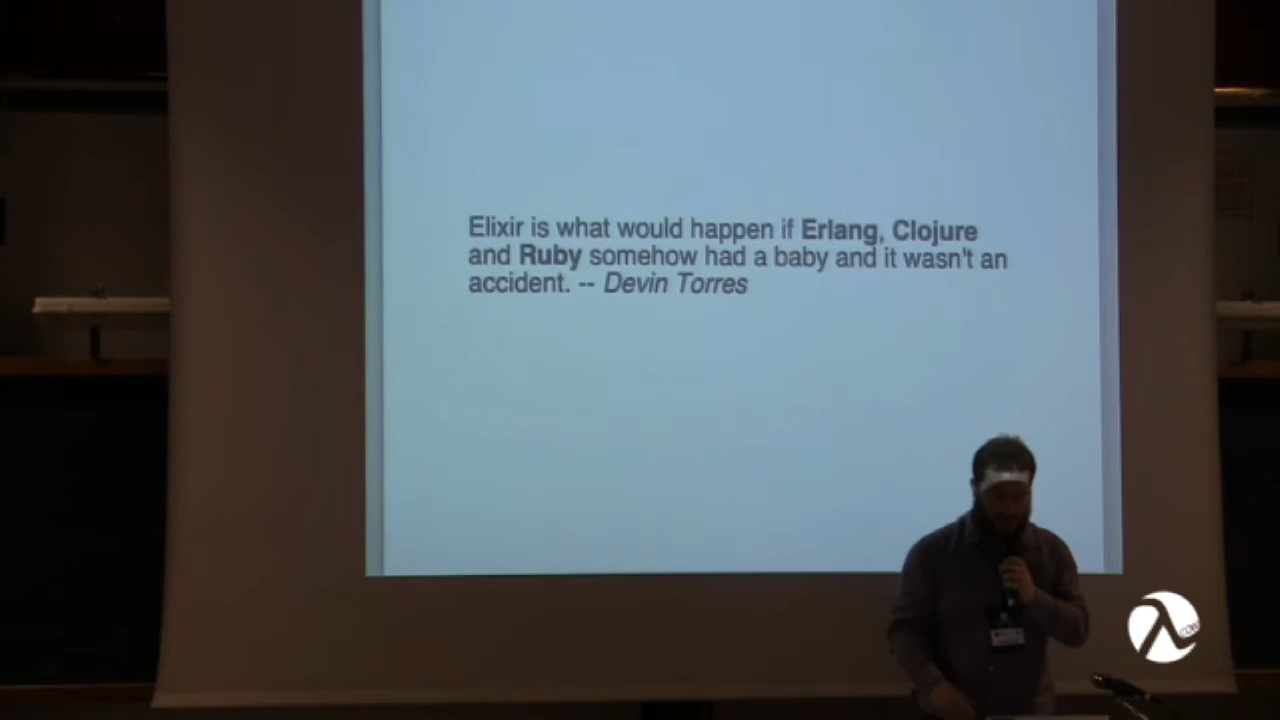 Elixir is what would happen if Erlang, Clojure
and Ruby somehow had a baby and it wasn't an
accident. -- Devin Torres
λ